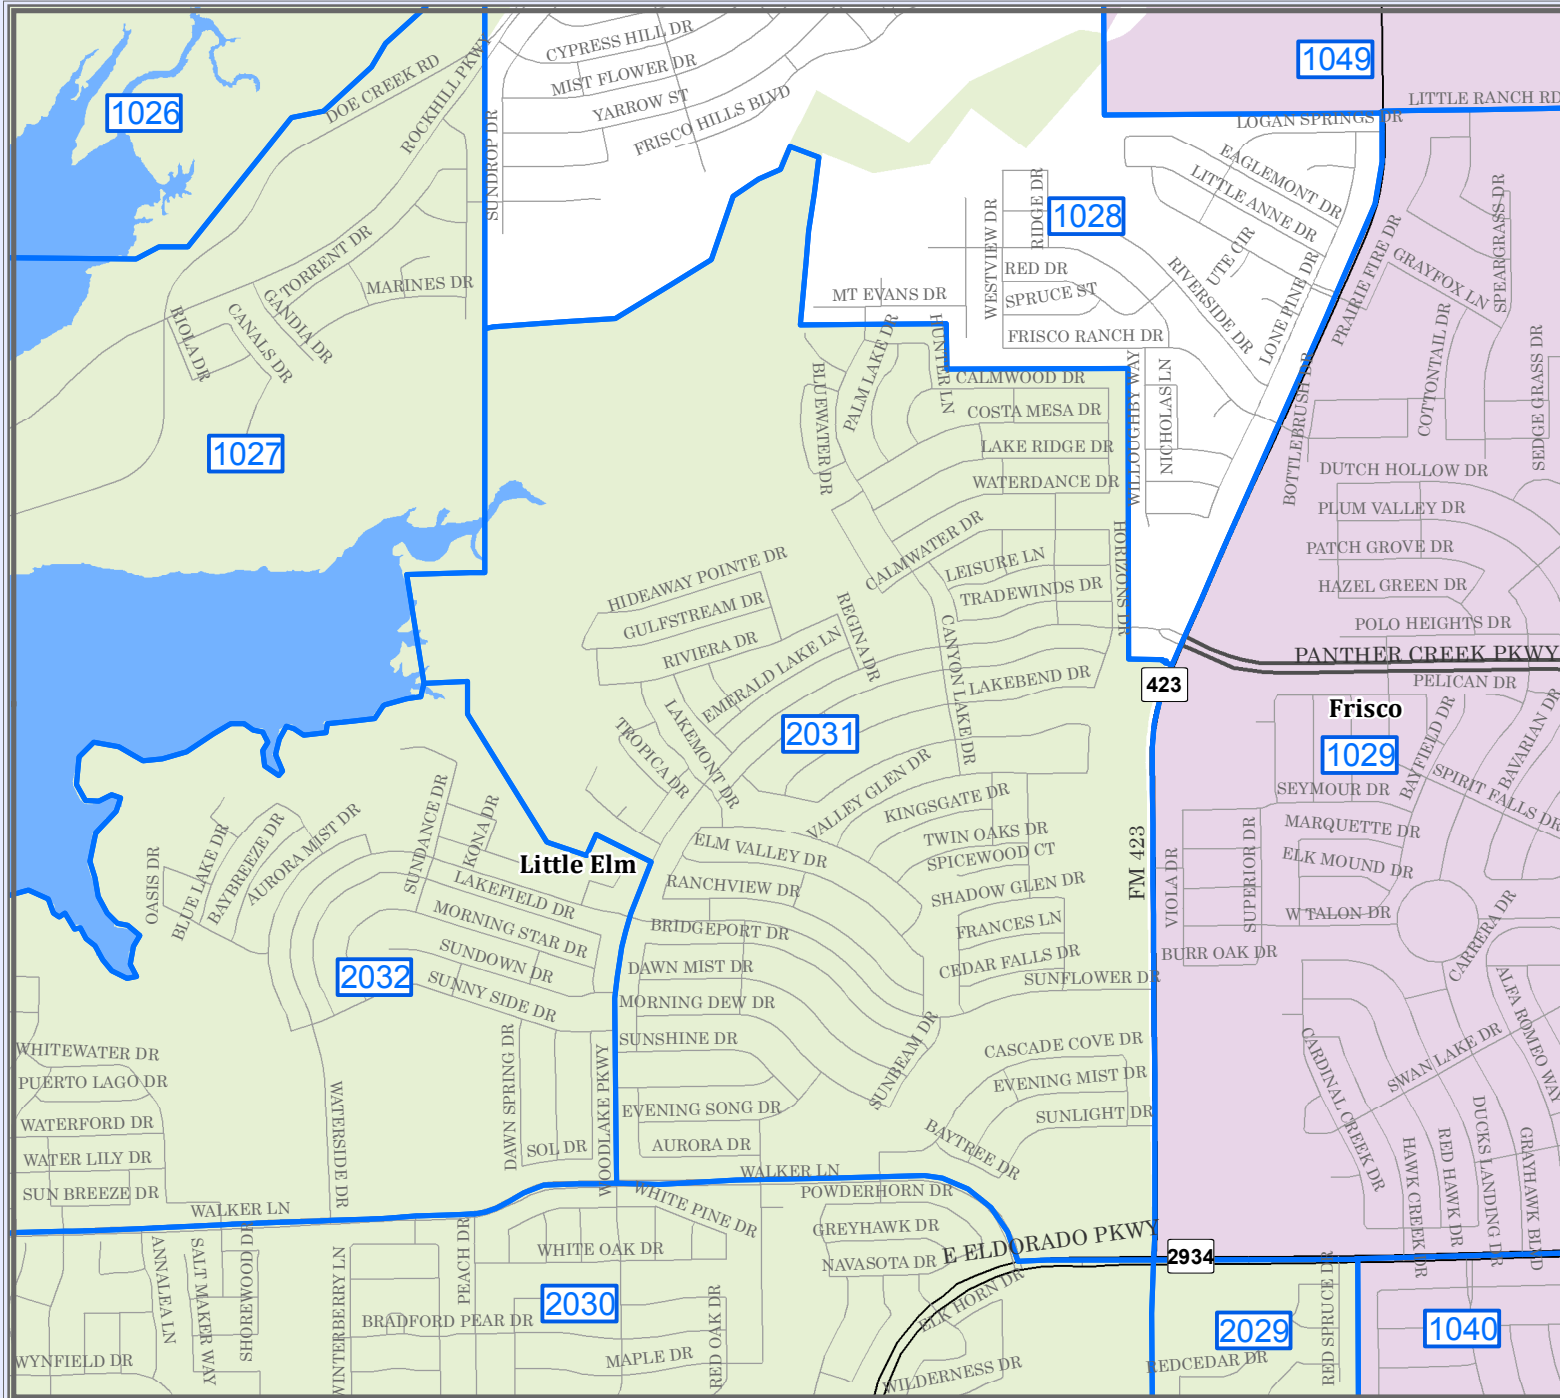 CYPRESS HILL DR
MIST FLOWER DR
YARROW ST
FRISCO HILLS BLVD
DOE CREEK RD
ROCKHILL PKWY
SUNDROP DR
1026
1049
LITTLE RANCH RD
LOGAN SPRINGS DR
EAGLEMONT DR
LITTLE ANNE DR
UTE CIR
1028
RIDGE DR
WESTVIEW DR
RED DR
SPRUCE ST
MT EVANS DR
FRISCO RANCH DR
RIVERSIDE DR
LONE PINE DR
PRAIRIE FIRE DR
GRAYFOX LN
SPEARGRASS DR
TORRENT DR
GANDIA DR
MARINES DR
CANALS DR
RIOLA DR
1027
BLUEWATER DR
PALM LAKE DR
HUNTER LN
CALMWOOD DR
COSTA MESA DR
LAKE RIDGE DR
WATERDANCE DR
WILLOUGHBY WAY
NICHOLAS LN
BOTTLEBRUSH DR
COTTONTAIL DR
SEDGE GRASS DR
DUTCH HOLLOW DR
PLUM VALLEY DR
PATCH GROVE DR
HAZEL GREEN DR
POLO HEIGHTS DR
PANTHER CREEK PKWY
PELICAN DR
CALMWATER DR
LEISURE LN
TRADEWINDS DR
HORIZONS DR
HIDEAWAY POINTE DR
GULFSTREAM DR
RIVIERA DR
EMERALD LAKE LN
REGINA DR
CANYON LAKE DR
LAKEBEND DR
423
Frisco
1029
2031
LAKEMONT DR
TROPICA DR
VALLEY GLEN DR
KINGSGATE DR
TWIN OAKS DR
SPICEWOOD CT
SHADOW GLEN DR
FRANCES LN
CEDAR FALLS DR
SUNFLOWER DR
FM 423
BAYFIELD DR
BAVARIAN DR
SPIRIT FALLS DR
SEYMOUR DR
MARQUETTE DR
ELK MOUND DR
W TALON DR
BURR OAK DR
VIOLA DR
SUPERIOR DR
CARRERA DR
ALFA ROMEO WAY
SWAN LAKE DR
CARDINAL CREEK DR
HAWK CREEK DR
RED HAWK DR
DUCKS LANDING DR
GRAYHAWK BLVD
Little Elm
ELM VALLEY DR
RANCHVIEW DR
BRIDGEPORT DR
DAWN MIST DR
MORNING DEW DR
SUNSHINE DR
EVENING SONG DR
AURORA DR
SUNBEAM DR
CASCADE COVE DR
EVENING MIST DR
SUNLIGHT DR
BAYTREE DR
SUNDANCE DR
KONA DR
LAKEFIELD DR
MORNING STAR DR
SUNDOWN DR
SUNNY SIDE DR
2032
OASIS DR
BLUE LAKE DR
BAYBREEZE DR
AURORA MIST DR
WHITEWATER DR
PUERTO LAGO DR
WATERFORD DR
WATER LILY DR
SUN BREEZE DR
WATERSIDE DR
DAWN SPRING DR
SOL DR
WOODLAKE PKWY
WALKER LN
WALKER LN
POWDERHORN DR
WHITE PINE DR
GREYHAWK DR
NAVASOTA DR
E ELDORADO PKWY
2934
ELK HORN DR
WILDERNESS DR
WHITE OAK DR
PEACH DR
2030
BRADFORD PEAR DR
MAPLE DR
RED OAK DR
ANNALEA LN
SALT MAKER WAY
SHOREWOOD DR
WINTERBERRY LN
WYNFIELD DR
2029
REDCEDAR DR
RED SPRUCE DR
1040